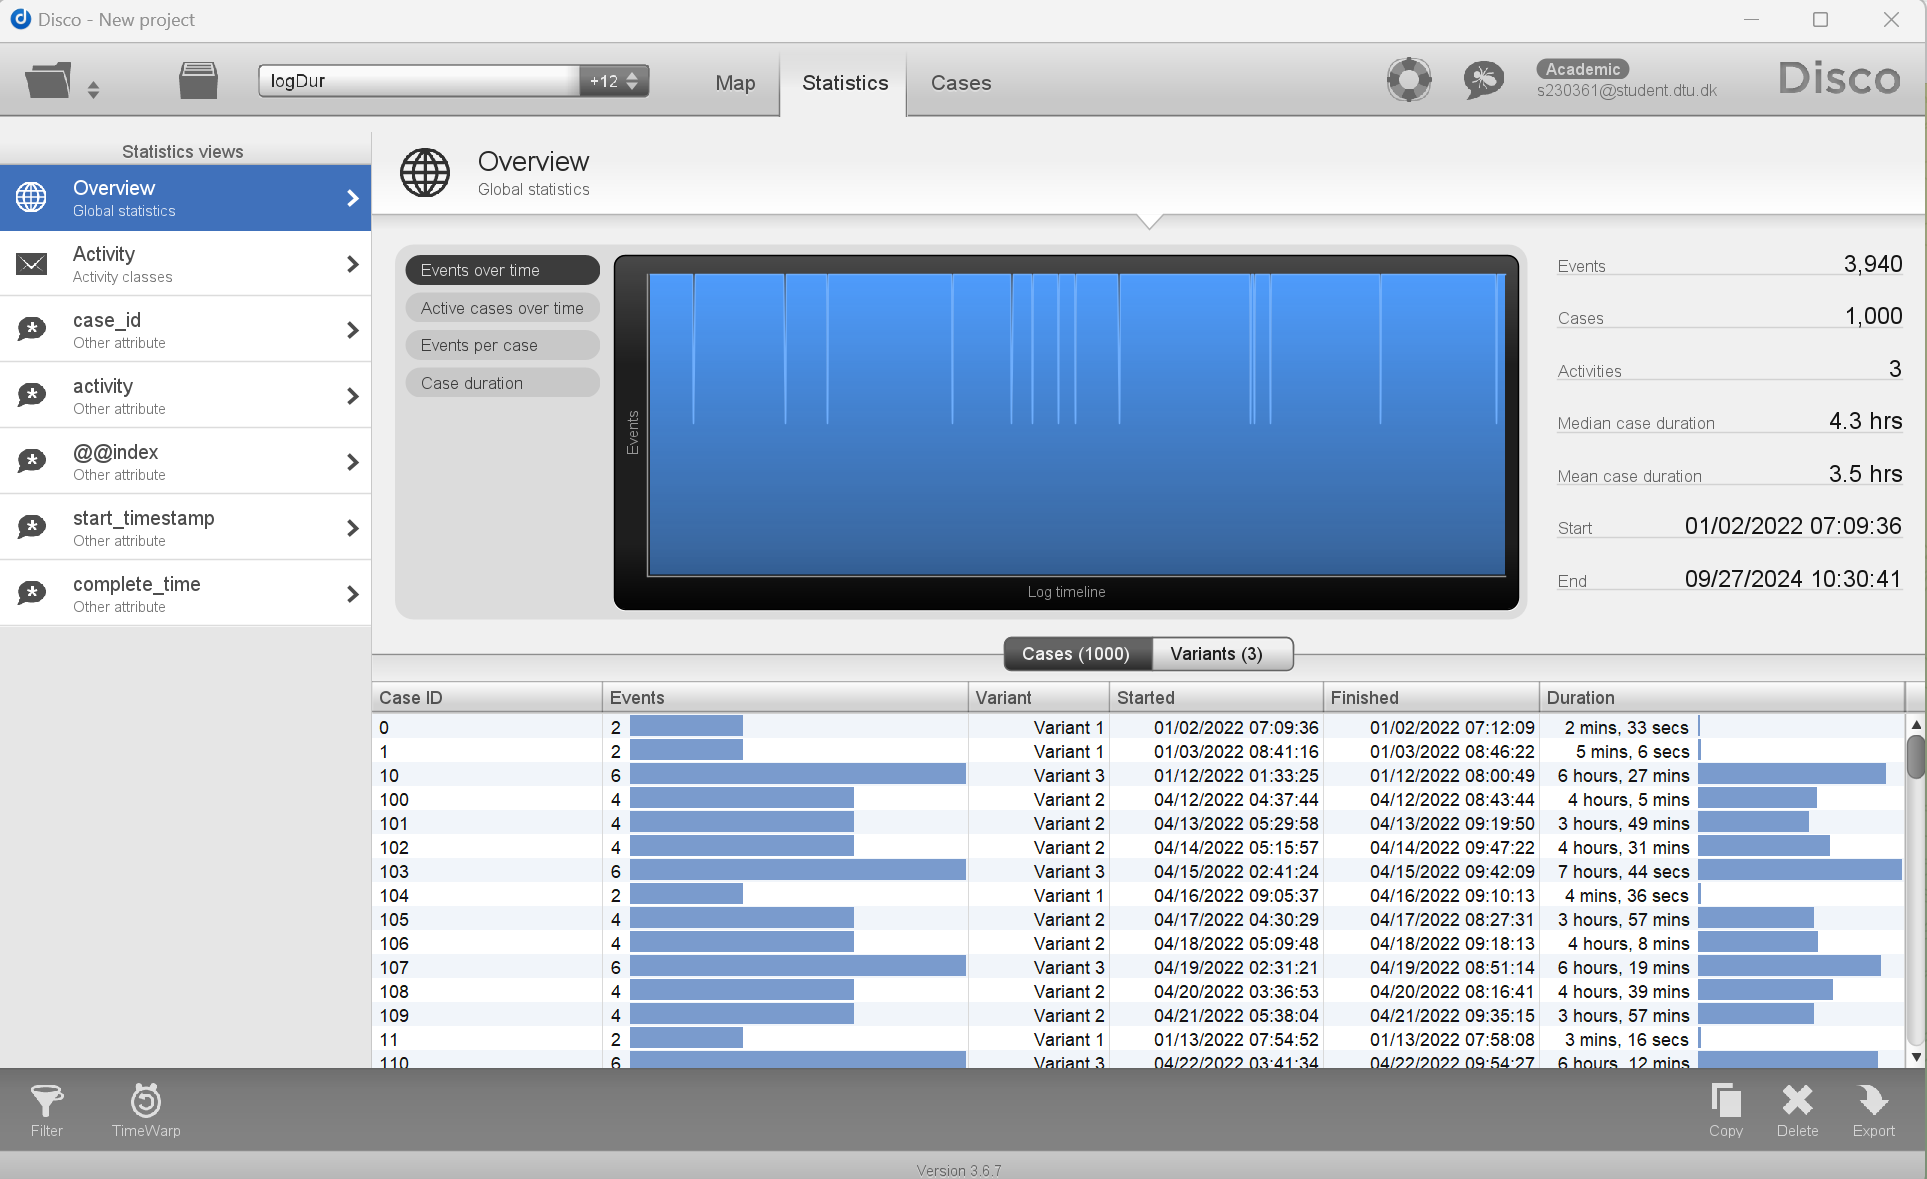 Disco - New project
logDur +12
Map Statistics Cases
Academic
s230361@student.dtu.dk
Disco
Statistics views
Overview
Global statistics
Activity
Activity classes
case_id
Other attribute
activity
Other attribute
@@index
Other attribute
start_timestamp
Other attribute
complete_time
Other attribute
Overview
Global statistics
Events over time
Active cases over time
Events per case
Case duration
Events
Log timeline
Events 3,940
Cases 1,000
Activities 3
Median case duration 4.3 hrs
Mean case duration 3.5 hrs
Start 01/02/2022 07:09:36
End 09/27/2024 10:30:41
Cases (1000) Variants (3)
Case ID Events Variant Started Finished Duration
0 2 Variant 1 01/02/2022 07:09:36 01/02/2022 07:12:09 2 mins, 33 secs
1 2 Variant 1 01/03/2022 08:41:16 01/03/2022 08:46:22 5 mins, 6 secs
10 6 Variant 3 01/12/2022 01:33:25 01/12/2022 08:00:49 6 hours, 27 mins
100 4 Variant 2 04/12/2022 04:37:44 04/12/2022 08:43:44 4 hours, 5 mins
101 4 Variant 2 04/13/2022 05:29:58 04/13/2022 09:19:50 3 hours, 49 mins
102 4 Variant 2 04/14/2022 05:15:57 04/14/2022 09:47:22 4 hours, 31 mins
103 6 Variant 3 04/15/2022 02:41:24 04/15/2022 09:42:09 7 hours, 44 secs
104 2 Variant 1 04/16/2022 09:05:37 04/16/2022 09:10:13 4 mins, 36 secs
105 4 Variant 2 04/17/2022 04:30:29 04/17/2022 08:27:31 3 hours, 57 mins
106 4 Variant 2 04/18/2022 05:09:48 04/18/2022 09:18:13 4 hours, 8 mins
107 6 Variant 3 04/19/2022 02:31:21 04/19/2022 08:51:14 6 hours, 19 mins
108 4 Variant 2 04/20/2022 03:36:53 04/20/2022 08:16:41 4 hours, 39 mins
109 4 Variant 2 04/21/2022 05:38:04 04/21/2022 09:35:15 3 hours, 57 mins
11 2 Variant 1 01/13/2022 07:54:52 01/13/2022 07:58:08 3 mins, 16 secs
110 6 Variant 3 04/22/2022 03:41:34 04/22/2022 09:54:27 6 hours, 12 mins
Filter TimeWarp Copy Delete Export
Version 3.6.7